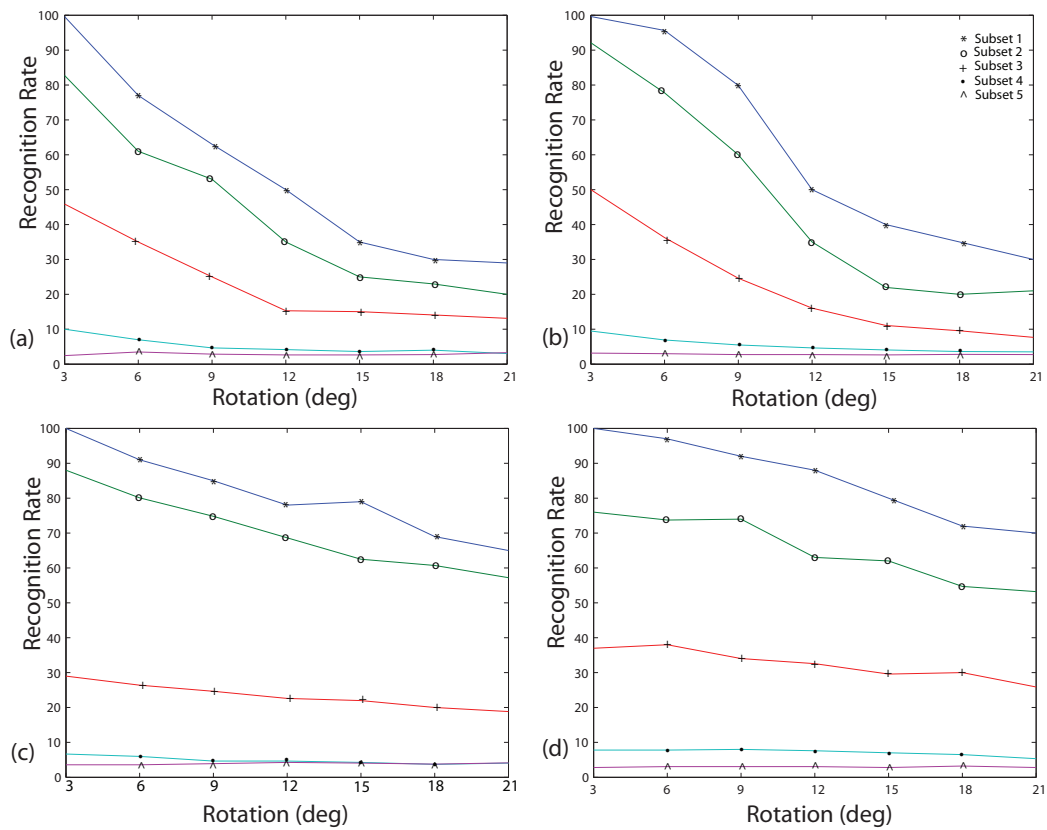 100
90
80
70
60
50
40
30
20
10
0
Recognition Rate
(a)
3 6 9 12 15 18 21
Rotation (deg)
100
90
80
70
60
50
40
30
20
10
0
Recognition Rate
* Subset 1
o Subset 2
+ Subset 3
• Subset 4
^ Subset 5
(b)
3 6 9 12 15 18 21
Rotation (deg)
100
90
80
70
60
50
40
30
20
10
0
Recognition Rate
(c)
3 6 9 12 15 18 21
Rotation (deg)
100
90
80
70
60
50
40
30
20
10
0
Recognition Rate
(d)
3 6 9 12 15 18 21
Rotation (deg)